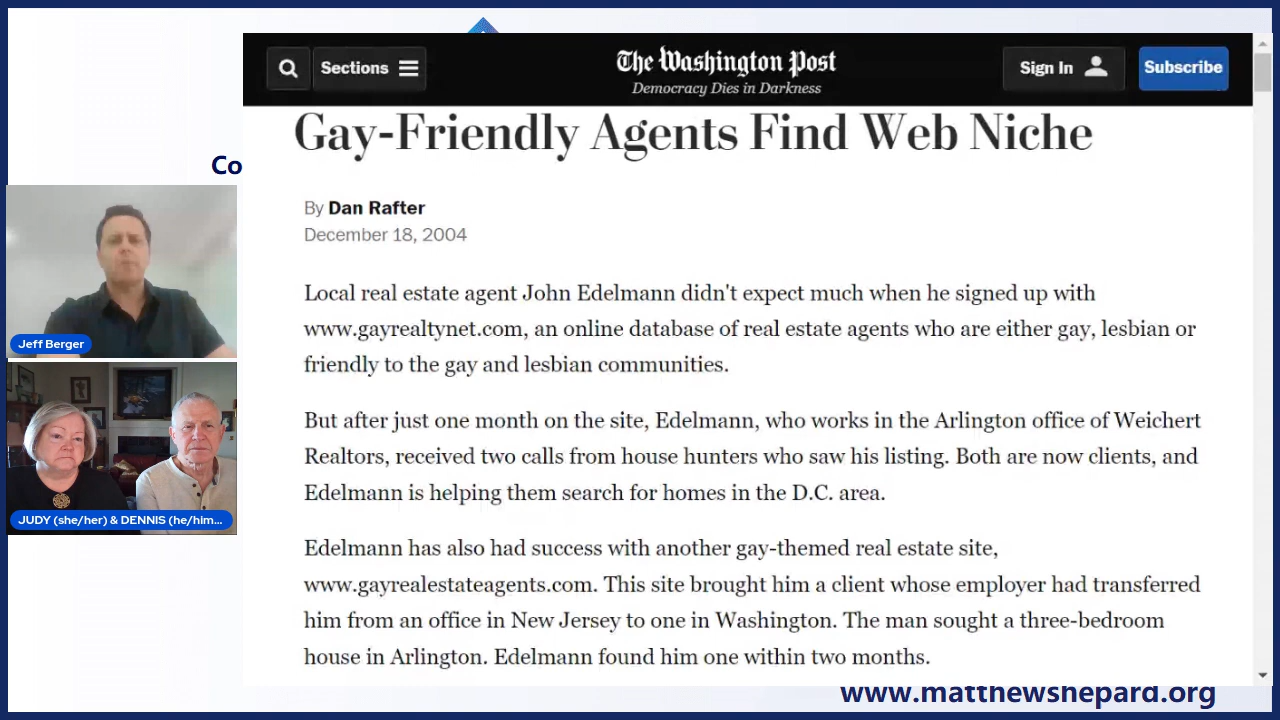 Sections
The Washington Post
Democracy Dies in Darkness
Sign In
Subscribe
Gay-Friendly Agents Find Web Niche
Co
By Dan Rafter
December 18, 2004
Local real estate agent John Edelmann didn't expect much when he signed up with
www.gayrealtynet.com, an online database of real estate agents who are either gay, lesbian or
friendly to the gay and lesbian communities.
But after just one month on the site, Edelmann, who works in the Arlington office of Weichert
Realtors, received two calls from house hunters who saw his listing. Both are now clients, and
Edelmann is helping them search for homes in the D.C. area.
Edelmann has also had success with another gay-themed real estate site,
www.gayrealestateagents.com. This site brought him a client whose employer had transferred
him from an office in New Jersey to one in Washington. The man sought a three-bedroom
house in Arlington. Edelmann found him one within two months.
Jeff Berger
JUDY (she/her) & DENNIS (he/him...
www.matthewshepard.org